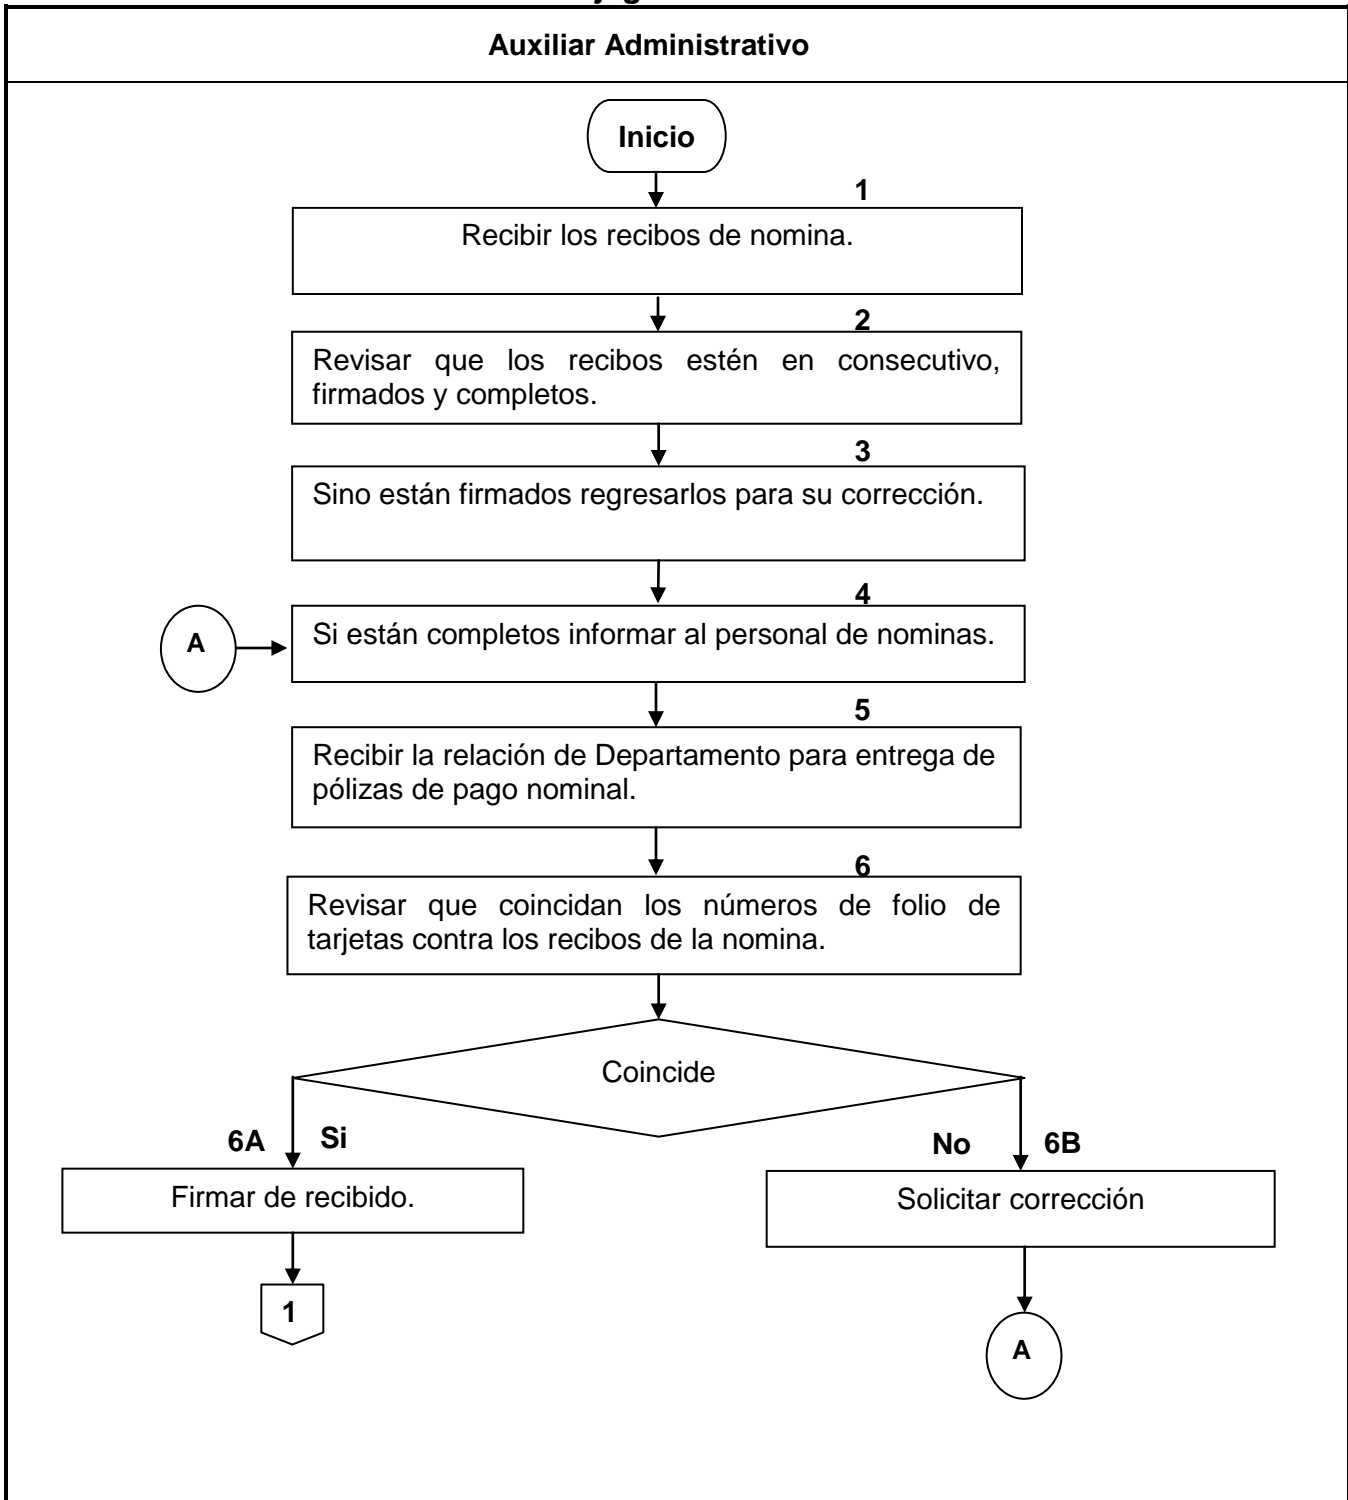 Auxiliar Administrativo
Inicio
1
Recibir los recibos de nomina.
2
Revisar que los recibos estén en consecutivo,
firmados y completos.
3
Sino están firmados regresarlos para su corrección.
4
A
Si están completos informar al personal de nominas.
5
Recibir la relación de Departamento para entrega de
pólizas de pago nominal.
6
Revisar que coincidan los números de folio de
tarjetas contra los recibos de la nomina.
Coincide
6A Si
No 6B
Firmar de recibido.
Solicitar corrección
1
A